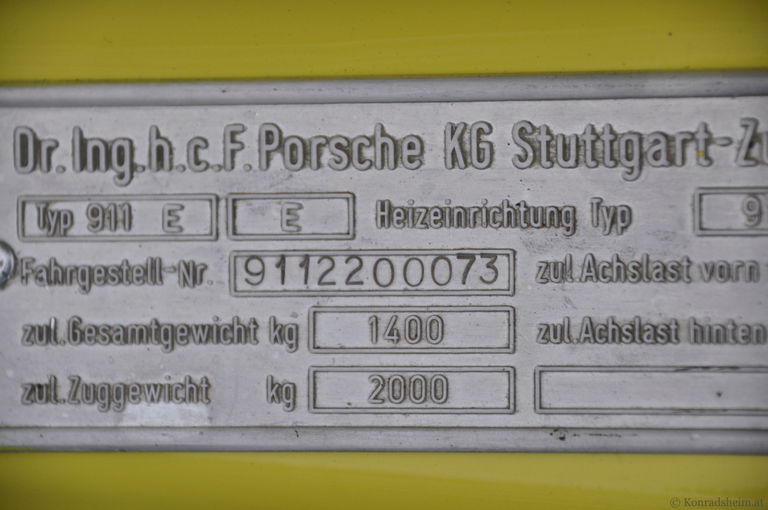 Dr. Ing.h.c.F. Porsche KG Stuttgart-Zu
Typ 911 E E Heizeinrichtung Typ 9
Fahrgestell-Nr. 9112200073 zul.Achslast vorn
zul.Gesamtgewicht kg 1400 zul.Achslast hinten
zul.Zuggewicht kg 2000
© Konradsheim.at